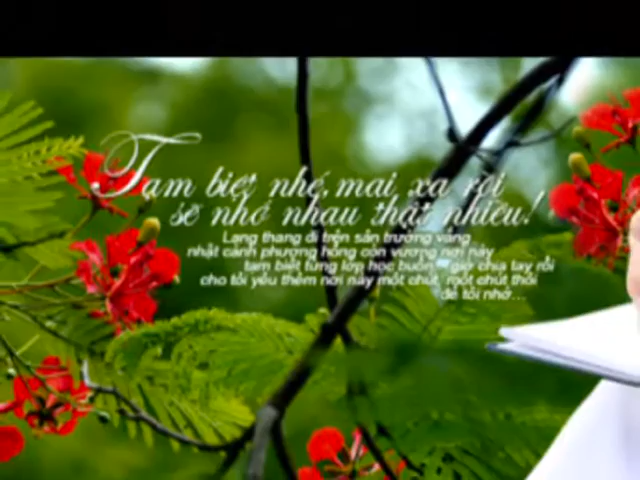 Tạm biệt nhé, mai xa rồi
sẽ nhớ nhau thật nhiều!
Lang thang đi trên sân trường vắng
nhặt cánh phượng hồng còn vương nơi này
tạm biệt từng lớp học buồn giờ chia tay rồi
cho tôi yêu thêm nơi này một chút, một chút thôi
để tôi nhớ...